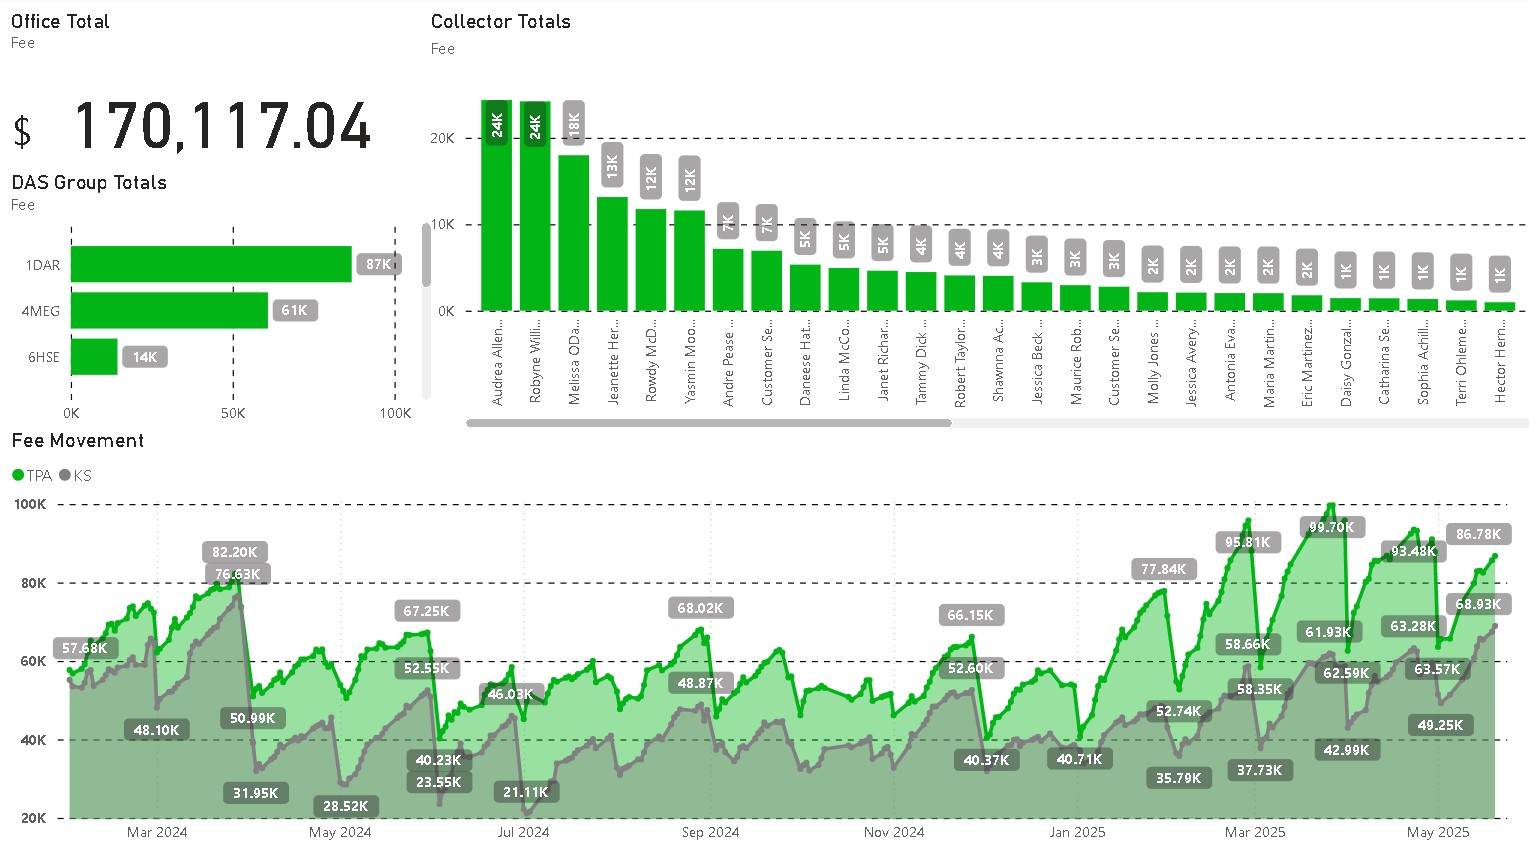 Office Total
Fee
$ 170,117.04
DAS Group Totals
Fee
1DAR 87K
4MEG 61K
6HSE 14K
0K 50K 100K
Collector Totals
Fee
20K
10K
0K
24K 24K 18K 13K 12K 12K 7K 7K 5K 5K 5K 4K 4K 4K 3K 3K 3K 2K 2K 2K 2K 2K 1K 1K 1K 1K 1K
Audrea Allen...
Robyne Willi...
Melissa ODa...
Jeanette Her...
Rowdy McD...
Yasmin Moo...
Andre Pease ...
Customer Se...
Daneese Hat...
Linda McCo...
Janet Richar...
Tammy Dick ...
Robert Taylor...
Shawnna Ac...
Jessica Beck ...
Maurice Rob...
Customer Se...
Molly Jones ...
Jessica Avery...
Antonia Eva...
Maria Martin...
Eric Martinez...
Daisy Gonzal...
Catharina Se...
Sophia Achill...
Terri Ohleme...
Hector Hern...
Fee Movement
TPA KS
100K
80K
60K
40K
20K
57.68K
48.10K
82.20K
76.63K
50.99K
31.95K
28.52K
67.25K
52.55K
40.23K
23.55K
46.03K
21.11K
68.02K
48.87K
66.15K
52.60K
40.37K
40.71K
77.84K
52.74K
35.79K
95.81K
58.66K
58.35K
37.73K
99.70K
61.93K
62.59K
42.99K
93.48K
63.28K
63.57K
49.25K
86.78K
68.93K
Mar 2024 May 2024 Jul 2024 Sep 2024 Nov 2024 Jan 2025 Mar 2025 May 2025